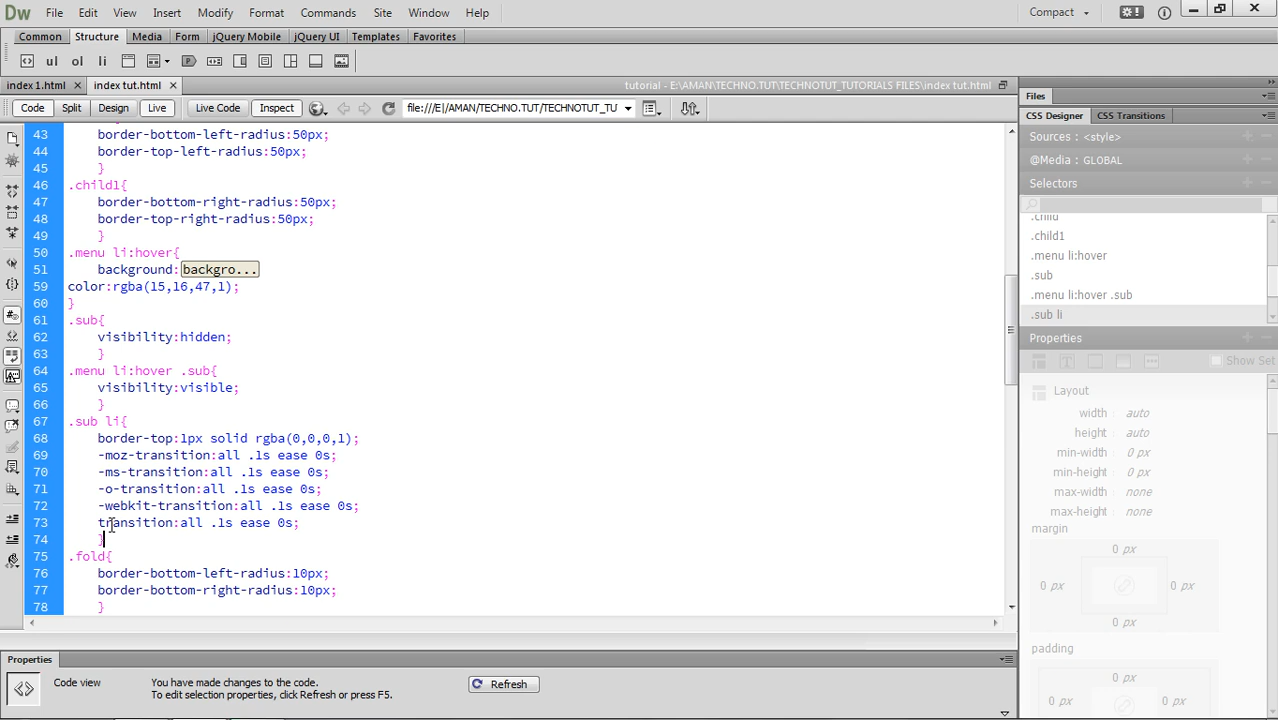 Dw File Edit View Insert Modify Format Commands Site Window Help Compact
Common Structure Media Form jQuery Mobile jQuery UI Templates Favorites
ul ol li
index 1.html index tut.html tutorial - E:\AMAN\TECHNO.TUT\TECHNOTUT_TUTORIALS FILES\index tut.html
Code Split Design Live Live Code Inspect file:///E|/AMAN/TECHNO.TUT/TECHNOTUT_TU
43 border-bottom-left-radius:50px;
44 border-top-left-radius:50px;
45 }
46 .child1{
47 border-bottom-right-radius:50px;
48 border-top-right-radius:50px;
49 }
50 .menu li:hover{
51 background:backgro...
59 color:rgba(15,16,47,1);
60 }
61 .sub{
62 visibility:hidden;
63 }
64 .menu li:hover .sub{
65 visibility:visible;
66 }
67 .sub li{
68 border-top:1px solid rgba(0,0,0,1);
69 -moz-transition:all .1s ease 0s;
70 -ms-transition:all .1s ease 0s;
71 -o-transition:all .1s ease 0s;
72 -webkit-transition:all .1s ease 0s;
73 transition:all .1s ease 0s;
74 }
75 .fold{
76 border-bottom-left-radius:10px;
77 border-bottom-right-radius:10px;
78 }
Files
CSS Designer CSS Transitions
Sources : <style>
@Media : GLOBAL
Selectors
.child
.child1
.menu li:hover
.sub
.menu li:hover .sub
.sub li
Properties
Show Set
Layout
width auto
height auto
min-width 0 px
min-height 0 px
max-width none
max-height none
margin
0 px
0 px 0 px
0 px
padding
0 px
0 px 0 px
0 px
Properties
Code view You have made changes to the code. Refresh
To edit selection properties, click Refresh or press F5.